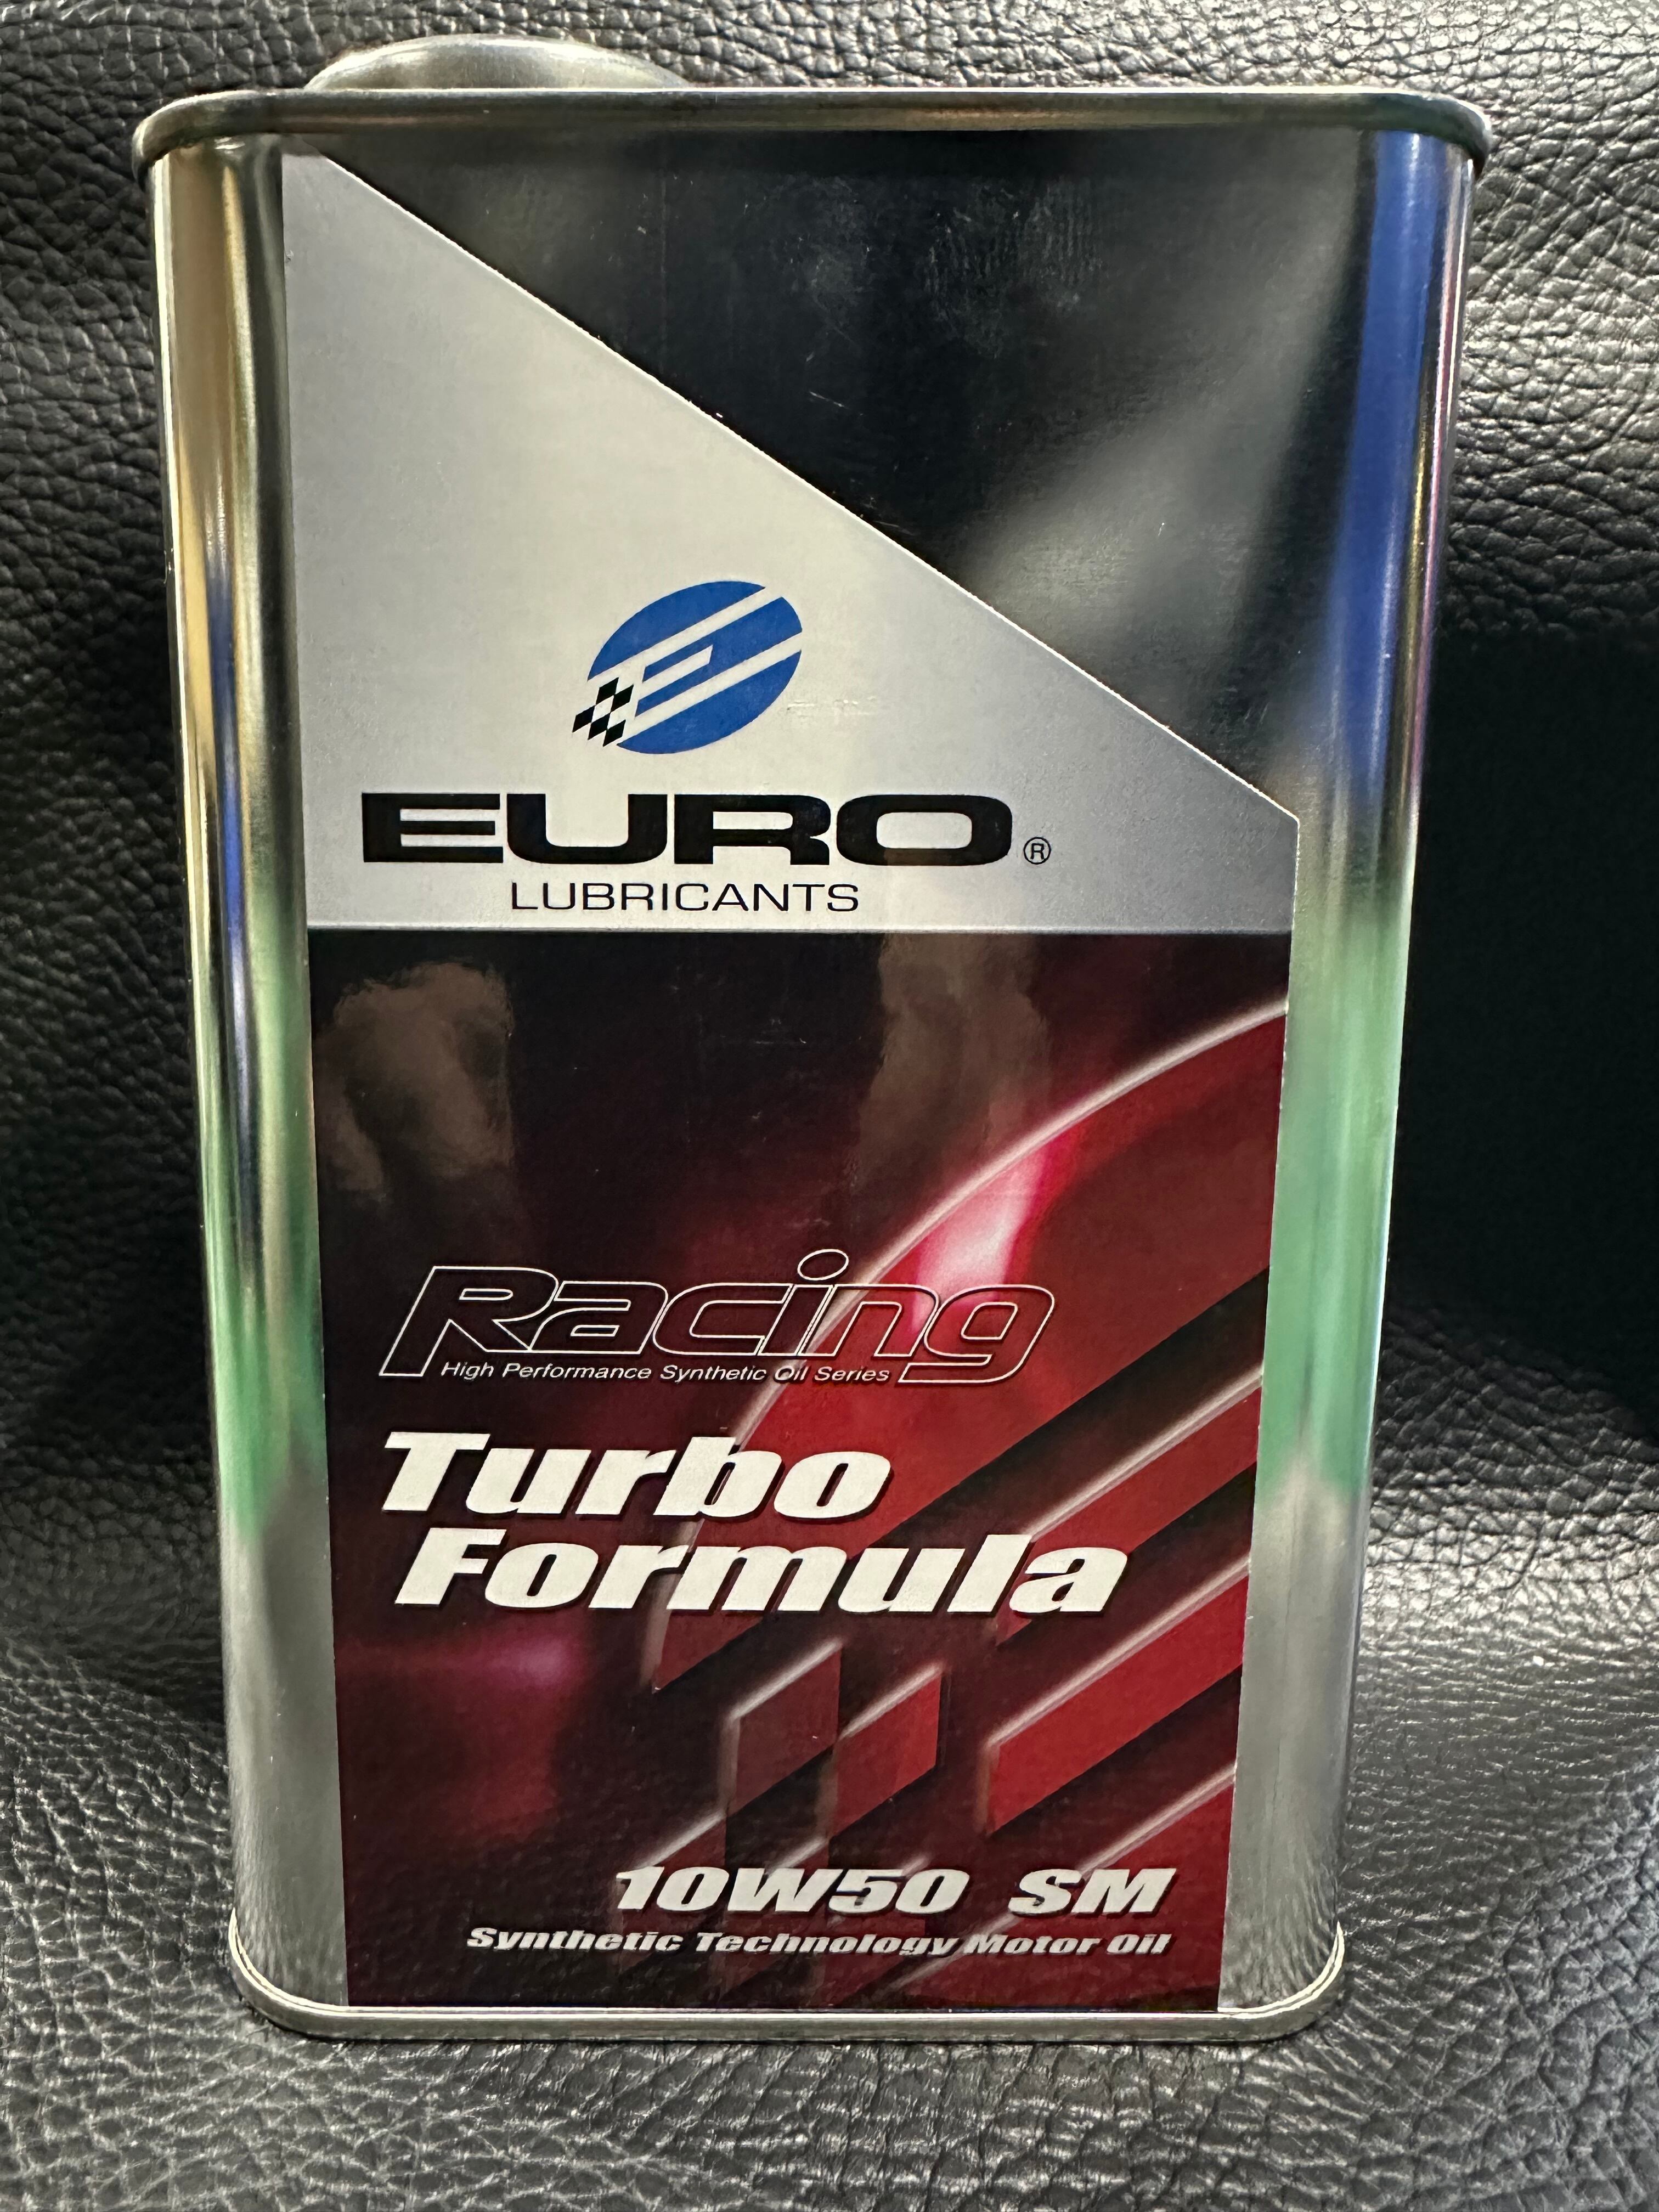 EURO®
LUBRICANTS
Racing
High Performance Synthetic Oil Series
Turbo
Formula
10W50 SM
Synthetic Technology Motor Oil